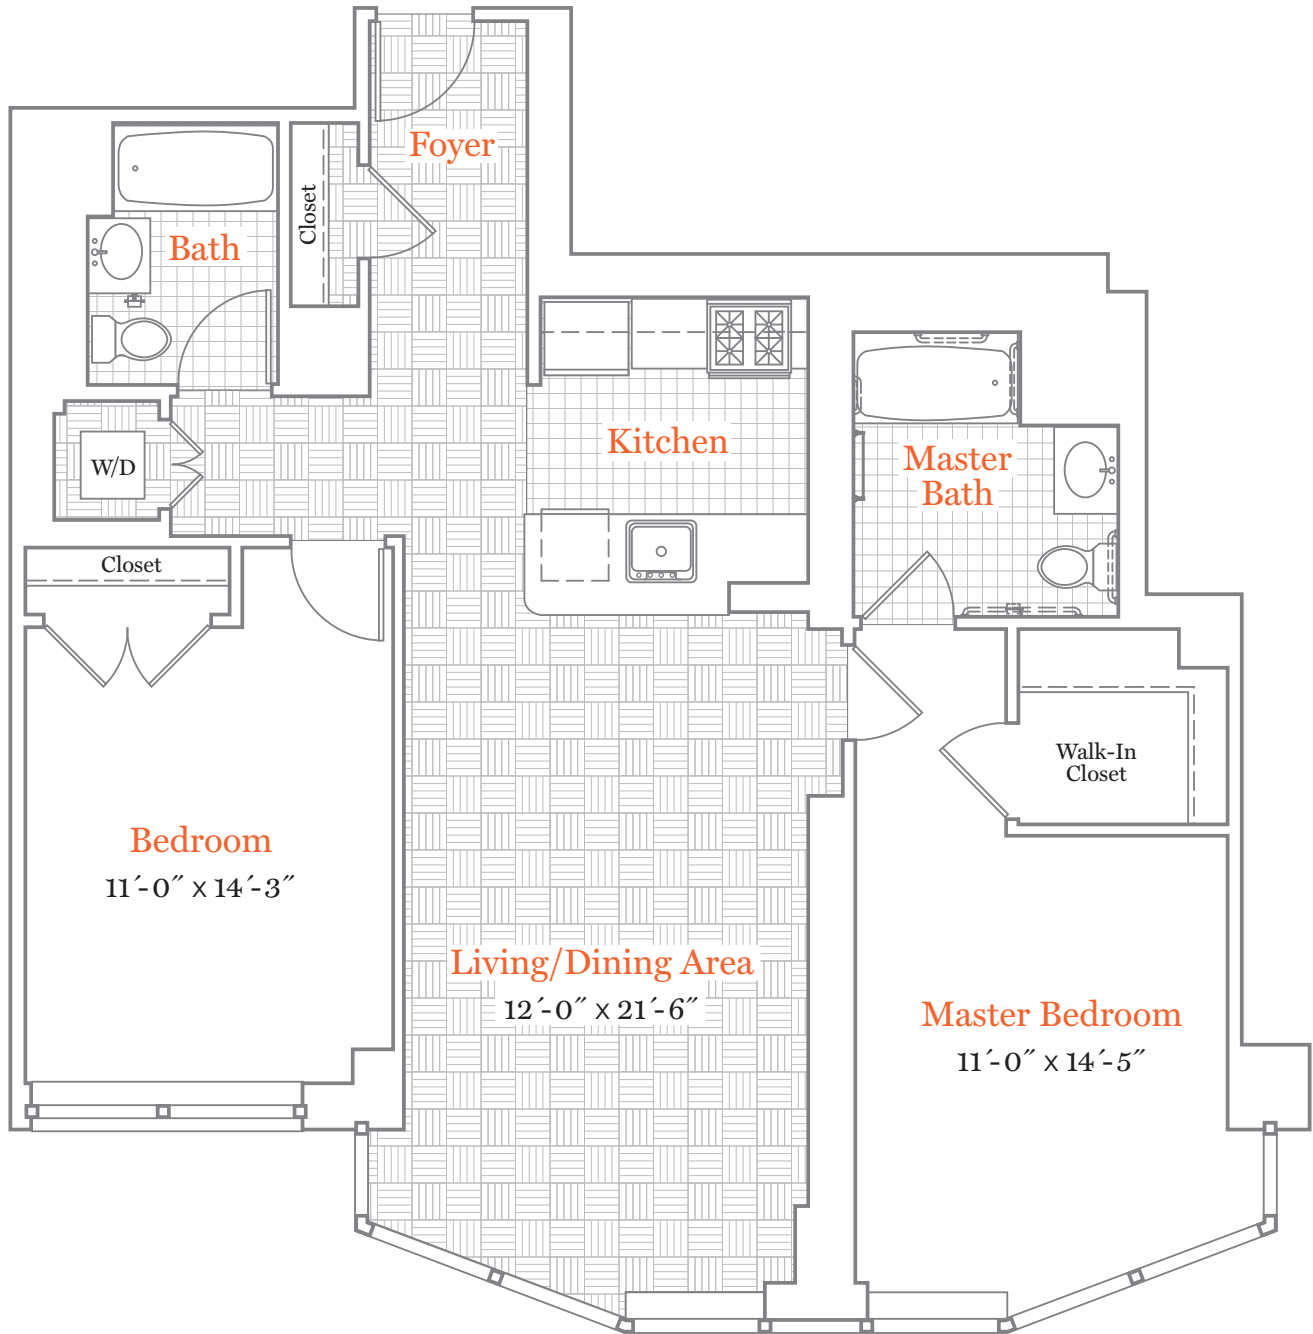 Foyer
Closet
Bath
Kitchen
Master
Bath
W/D
Closet
Walk-In
Closet
Bedroom
11′-0″ x 14′-3″
Living/Dining Area
12′-0″ x 21′-6″
Master Bedroom
11′-0″ x 14′-5″